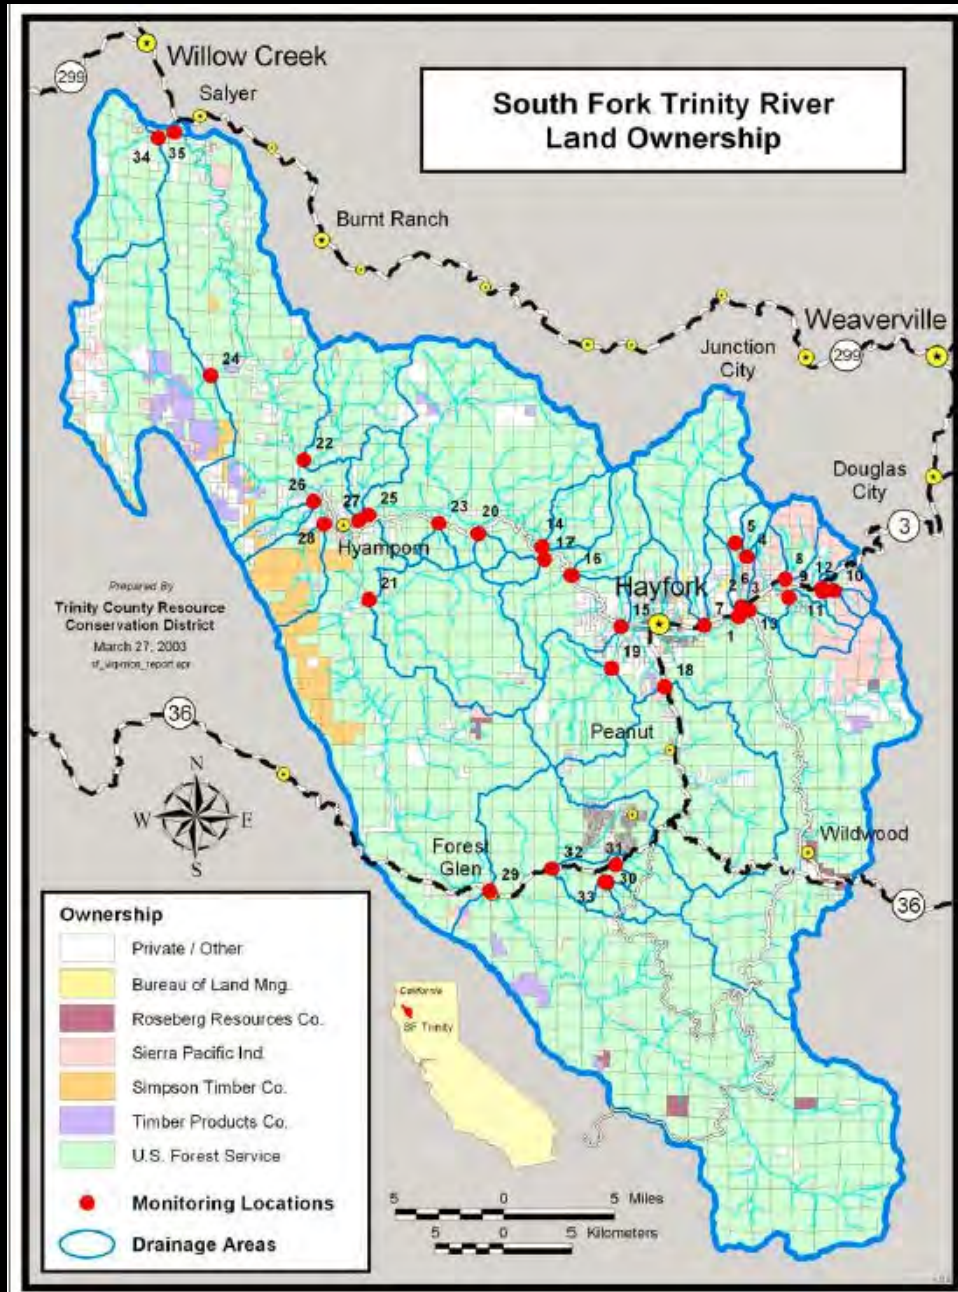 South Fork Trinity River
Land Ownership
Willow Creek
299
Salyer
34
35
Burnt Ranch
Weaverville
Junction
City
299
24
Douglas
City
3
22
26
27
25
23
20
14
17
16
28
Hyampom
21
5
4
8
9
12
10
11
Hayfork
2
6
3
7
1
13
15
19
18
Prepared By
Trinity County Resource
Conservation District
March 27, 2003
36
Peanut
N
W
E
S
Wildwood
Forest
Glen
29
32
31
30
33
36
Ownership
Private / Other
Bureau of Land Mng.
Roseberg Resources Co.
Sierra Pacific Ind.
Simpson Timber Co.
Timber Products Co.
U.S. Forest Service
Monitoring Locations
Drainage Areas
California
SF Trinity
5 0 5 Miles
5 0 5 Kilometers